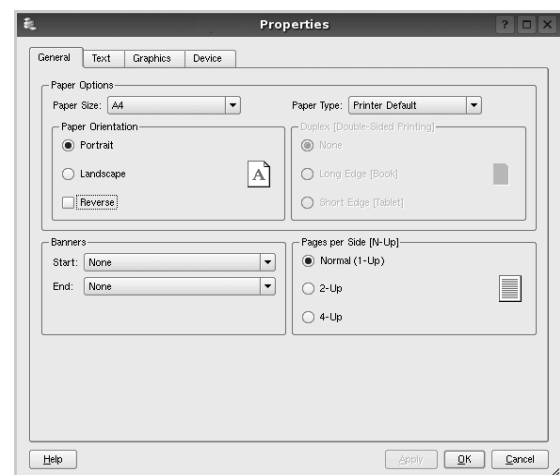 Properties
General Text Graphics Device
Paper Options
Paper Size: A4 Paper Type: Printer Default
Paper Orientation
Portrait
Landscape
Reverse
A
Duplex [Double-Sided Printing]
None
Long Edge [Book]
Short Edge [Tablet]
Banners
Start: None
End: None
Pages per Side [N-Up]
Normal (1-Up)
2-Up
4-Up
Help Apply OK Cancel